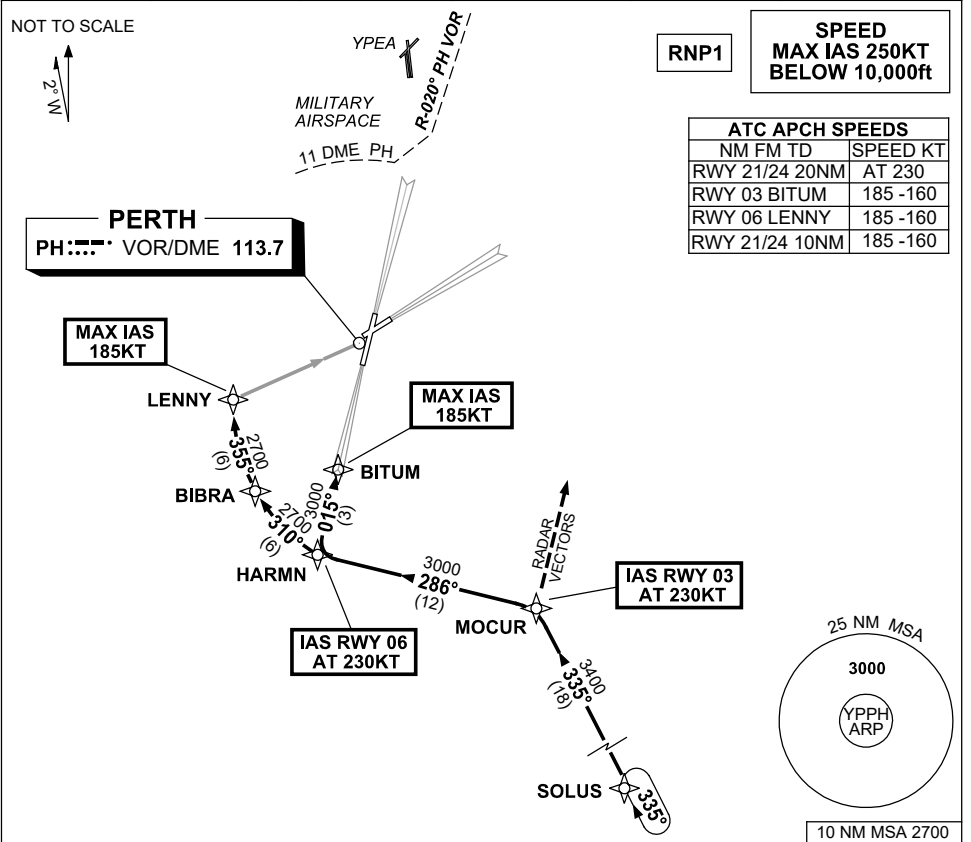 NOT TO SCALE
2° W
YPEA
R-020° PH VOR
MILITARY
AIRSPACE
11 DME PH
RNP1
SPEED
MAX IAS 250KT
BELOW 10,000ft
ATC APCH SPEEDS
NM FM TD SPEED KT
RWY 21/24 20NM AT 230
RWY 03 BITUM 185 -160
RWY 06 LENNY 185 -160
RWY 21/24 10NM 185 -160
PERTH
PH VOR/DME 113.7
MAX IAS
185KT
LENNY
MAX IAS
185KT
BITUM
2700
355°
(6)
BIBRA
3000
015°
(3)
2700
310°
(6)
HARMN
RADAR
VECTORS
3000
286°
(12)
IAS RWY 03
AT 230KT
MOCUR
IAS RWY 06
AT 230KT
3400
335°
(18)
SOLUS
335°
25 NM MSA
3000
YPPH
ARP
10 NM MSA 2700